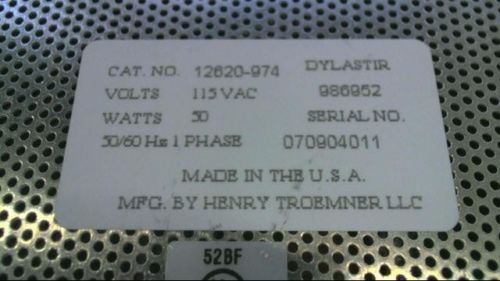 CAT. NO. 12620-974 DYLASTIR
VOLTS 115 VAC 986952
WATTS 50 SERIAL NO.
50/60 Hz 1 PHASE 070904011
MADE IN THE U.S.A.
MFG. BY HENRY TROEMNER LLC
52BF